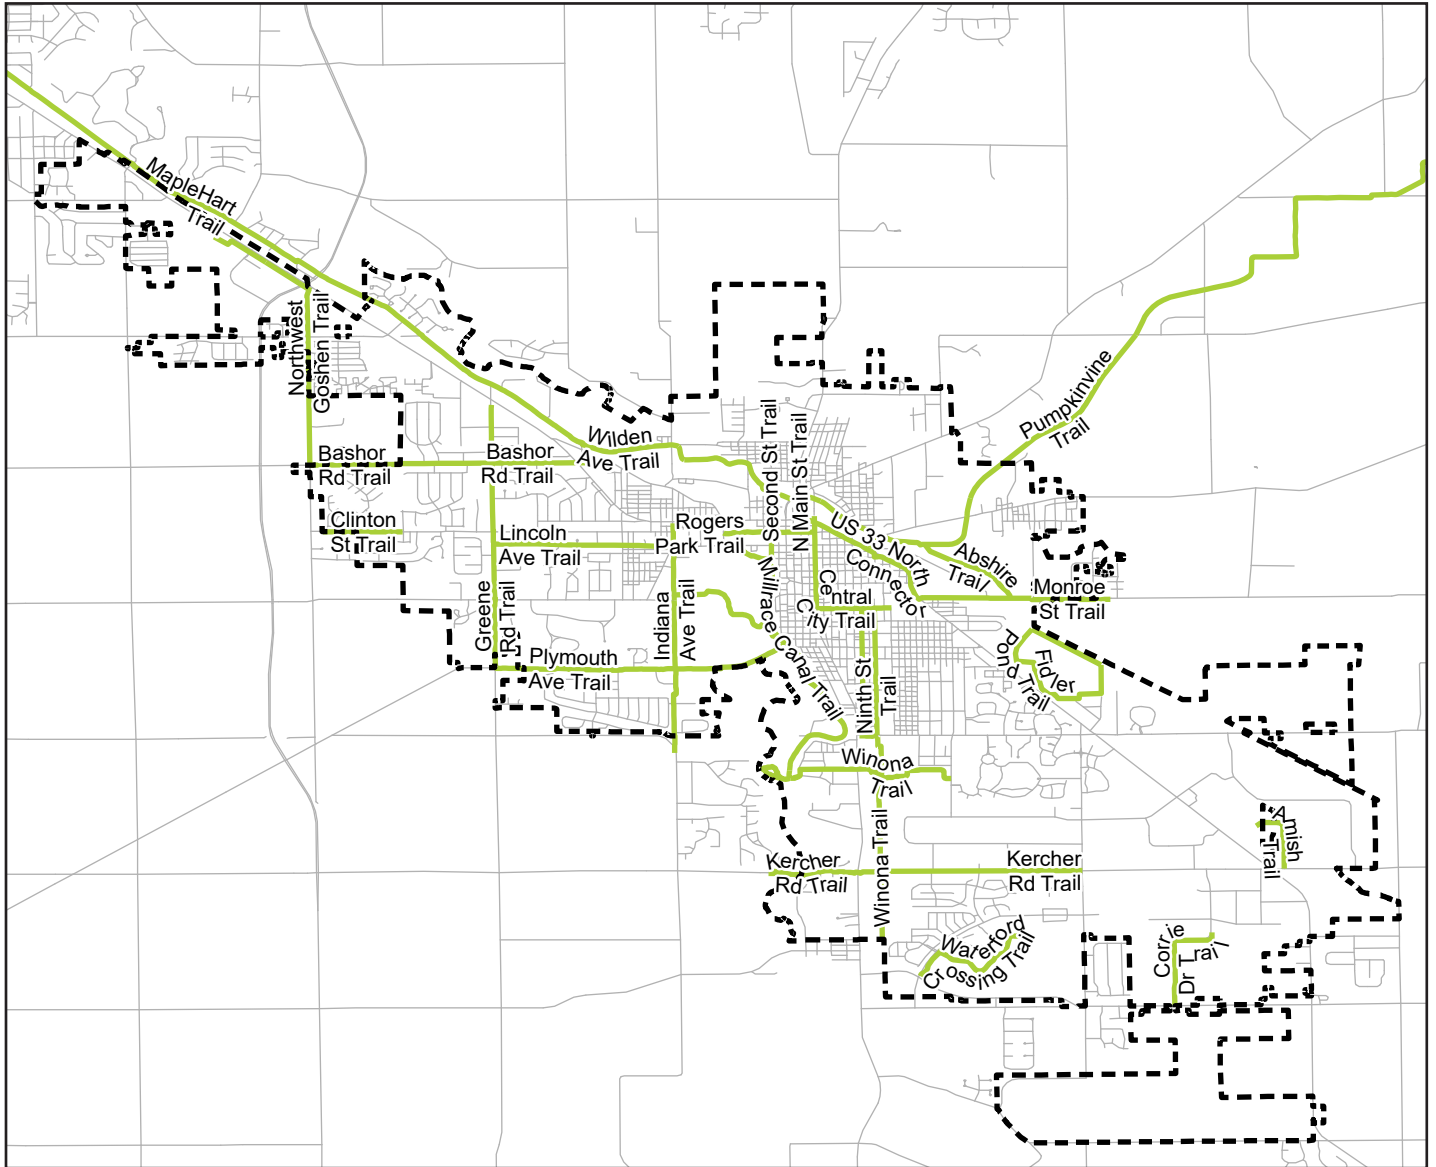 MapleHart
Trail
Northwest
Goshen Trail
Pumpkinvine
Trail
Wilden
Ave Trail
Second St Trail
N Main St Trail
Bashor
Rd Trail
Bashor
Rd Trail
Clinton
St Trail
Lincoln
Ave Trail
Rogers
Park Trail
US 33 North
Connector
Abshire
Trail
Monroe
St Trail
Greene
Rd Trail
Indiana
Ave Trail
Millrace Canal Trail
Central
City Trail
Plymouth
Ave Trail
Ninth St
Trail
Fidler
Pond Trail
Winona
Trail
Winona Trail
Kercher
Rd Trail
Kercher
Rd Trail
Amish
Trail
Waterford
Crossing Trail
Corrie
Dr Trail